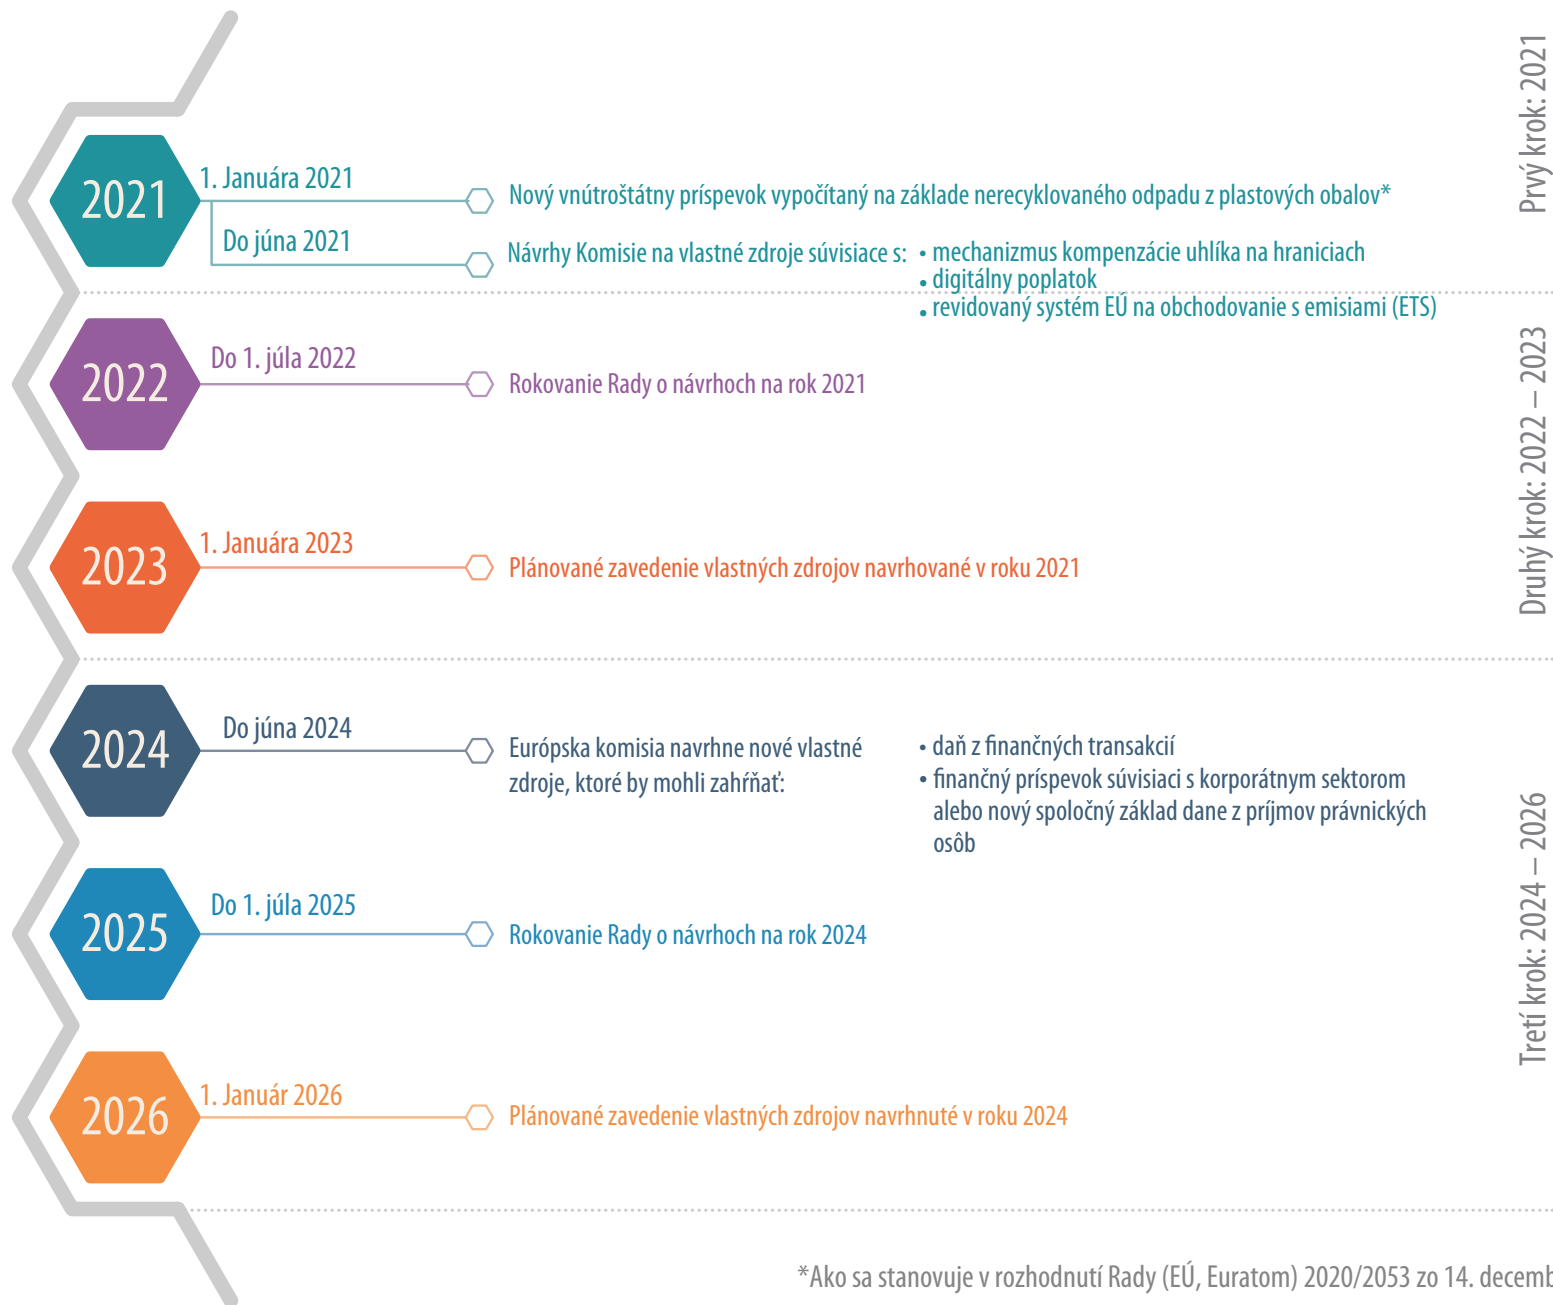 Prvý krok: 2021
2021
1. Januára 2021
Nový vnútroštátny príspevok vypočítaný na základe nerecyklovaného odpadu z plastových obalov*
Do júna 2021
Návrhy Komisie na vlastné zdroje súvisiace s:
• mechanizmus kompenzácie uhlíka na hraniciach
• digitálny poplatok
• revidovaný systém EÚ na obchodovanie s emisiami (ETS)
Druhý krok: 2022 – 2023
2022
Do 1. júla 2022
Rokovanie Rady o návrhoch na rok 2021
2023
1. Januára 2023
Plánované zavedenie vlastných zdrojov navrhované v roku 2021
Tretí krok: 2024 – 2026
2024
Do júna 2024
Európska komisia navrhne nové vlastné
zdroje, ktoré by mohli zahŕňať:
• daň z finančných transakcií
• finančný príspevok súvisiaci s korporátnym sektorom
alebo nový spoločný základ dane z príjmov právnických
osôb
2025
Do 1. júla 2025
Rokovanie Rady o návrhoch na rok 2024
2026
1. Január 2026
Plánované zavedenie vlastných zdrojov navrhnuté v roku 2024
*Ako sa stanovuje v rozhodnutí Rady (EÚ, Euratom) 2020/2053 zo 14. decemb